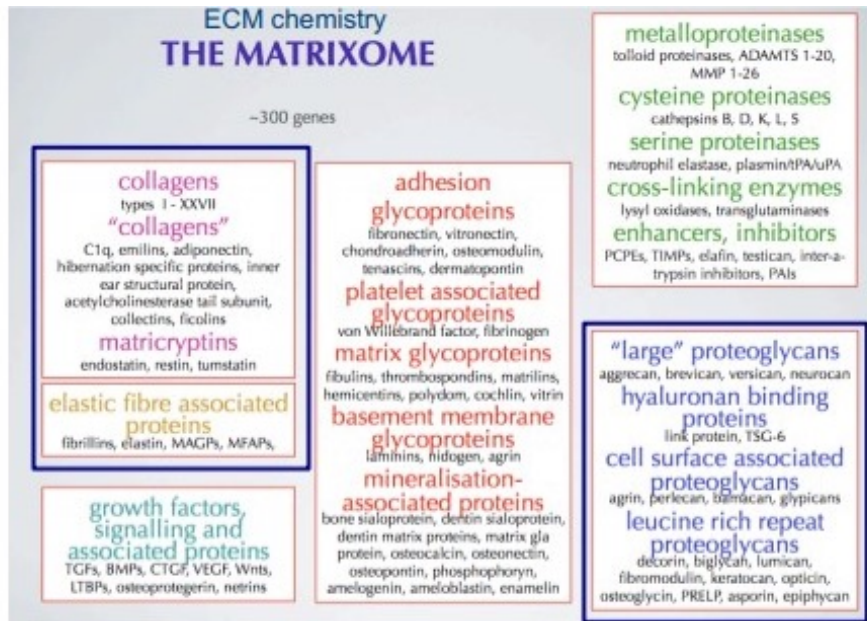 ECM chemistry
THE MATRIXOME
~300 genes
collagens
types I - XXVII
"collagens"
C1q, emilins, adiponectin,
hibernation specific proteins, inner
ear structural protein,
acetylcholinesterase tail subunit,
collectins, ficolins
matricryptins
endostatin, restin, tumstatin
elastic fibre associated
proteins
fibrillins, elastin, MAGPs, MFAPs,
growth factors,
signalling and
associated proteins
TGFs, BMPs, CTGF, VEGF, Wnts,
LTBPs, osteoprotegerin, netrins
adhesion
glycoproteins
fibronectin, vitronectin,
chondroadherin, osteomodulin,
tenascins, dermatopontin
platelet associated
glycoproteins
von Willebrand factor, fibrinogen
matrix glycoproteins
fibulins, thrombospondins, matrilins,
hemicentins, polydom, cochlin, vitrin
basement membrane
glycoproteins
laminins, nidogen, agrin
mineralisation-
associated proteins
bone sialoprotein, dentin sialoprotein,
dentin matrix proteins, matrix gla
protein, osteocalcin, osteonectin,
osteopontin, phosphophoryn,
amelogenin, ameloblastin, enamelin
metalloproteinases
tolloid proteinases, ADAMTS 1-20,
MMP 1-26
cysteine proteinases
cathepsins B, D, K, L, S
serine proteinases
neutrophil elastase, plasmin/tPA/uPA
cross-linking enzymes
lysyl oxidases, transglutaminases
enhancers, inhibitors
PCPEs, TIMPs, elafin, testican, inter-a-
trypsin inhibitors, PAIs
"large" proteoglycans
aggrecan, brevican, versican, neurocan
hyaluronan binding
proteins
link protein, TSG-6
cell surface associated
proteoglycans
agrin, perlecan, bamacan, glypicans
leucine rich repeat
proteoglycans
decorin, biglycan, lumican,
fibromodulin, keratocan, opticin,
osteoglycin, PRELP, asporin, epiphycan